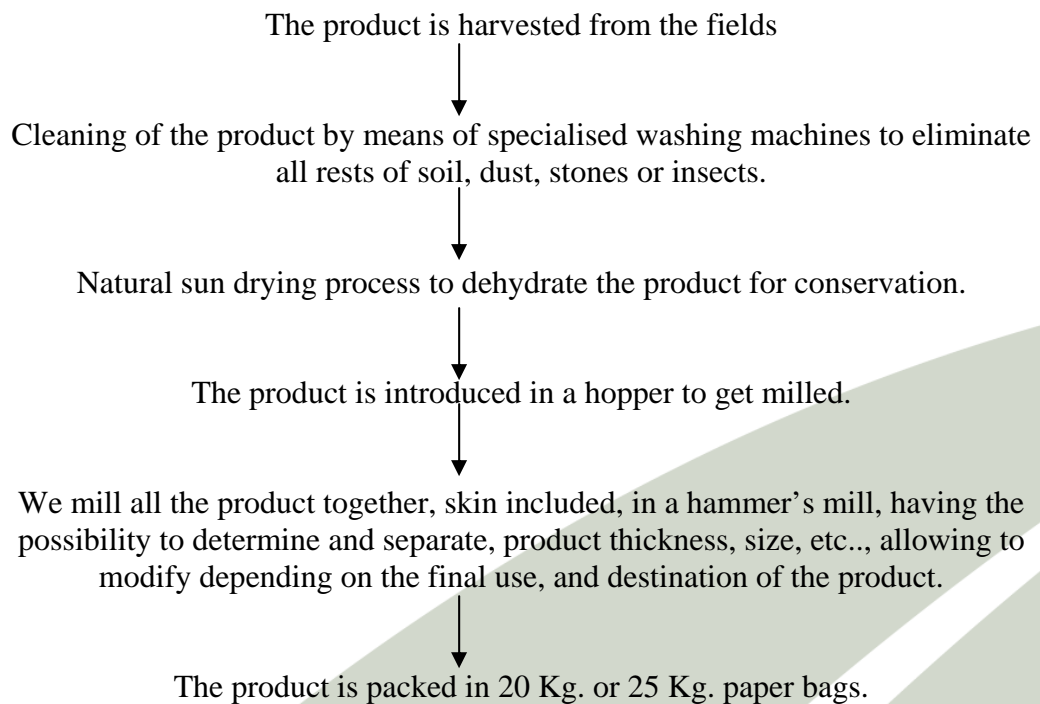 The product is harvested from the fields
Cleaning of the product by means of specialised washing machines to eliminate
all rests of soil, dust, stones or insects.
Natural sun drying process to dehydrate the product for conservation.
The product is introduced in a hopper to get milled.
We mill all the product together, skin included, in a hammer’s mill, having the
possibility to determine and separate, product thickness, size, etc.., allowing to
modify depending on the final use, and destination of the product.
The product is packed in 20 Kg. or 25 Kg. paper bags.